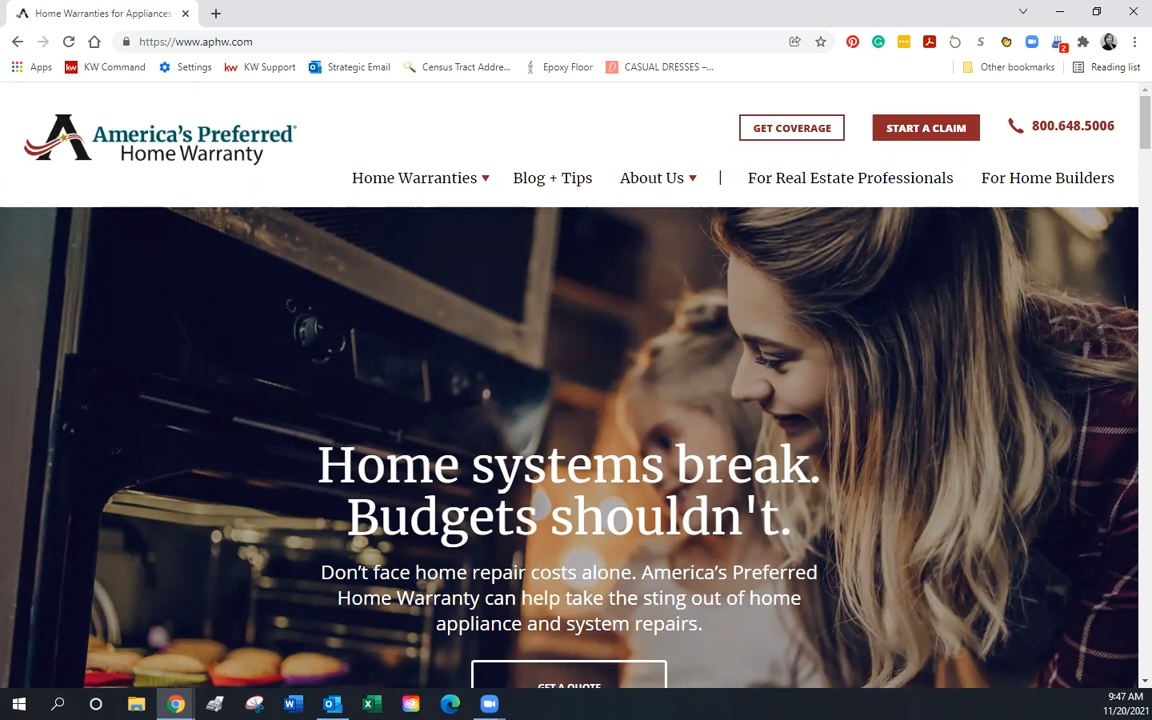 Home Warranties for Appliances
https://www.aphw.com
2
Apps
KW Command
Settings
kw KW Support
Strategic Email
Census Tract Addre...
Epoxy Floor
CASUAL DRESSES –...
Other bookmarks
Reading list
America's Preferred®
Home Warranty
GET COVERAGE
START A CLAIM
800.648.5006
Home Warranties
Blog + Tips
About Us
For Real Estate Professionals
For Home Builders
Home systems break.
Budgets shouldn't.
Don't face home repair costs alone. America's Preferred
Home Warranty can help take the sting out of home
appliance and system repairs.
GET A QUOTE
9:47 AM
11/20/2021